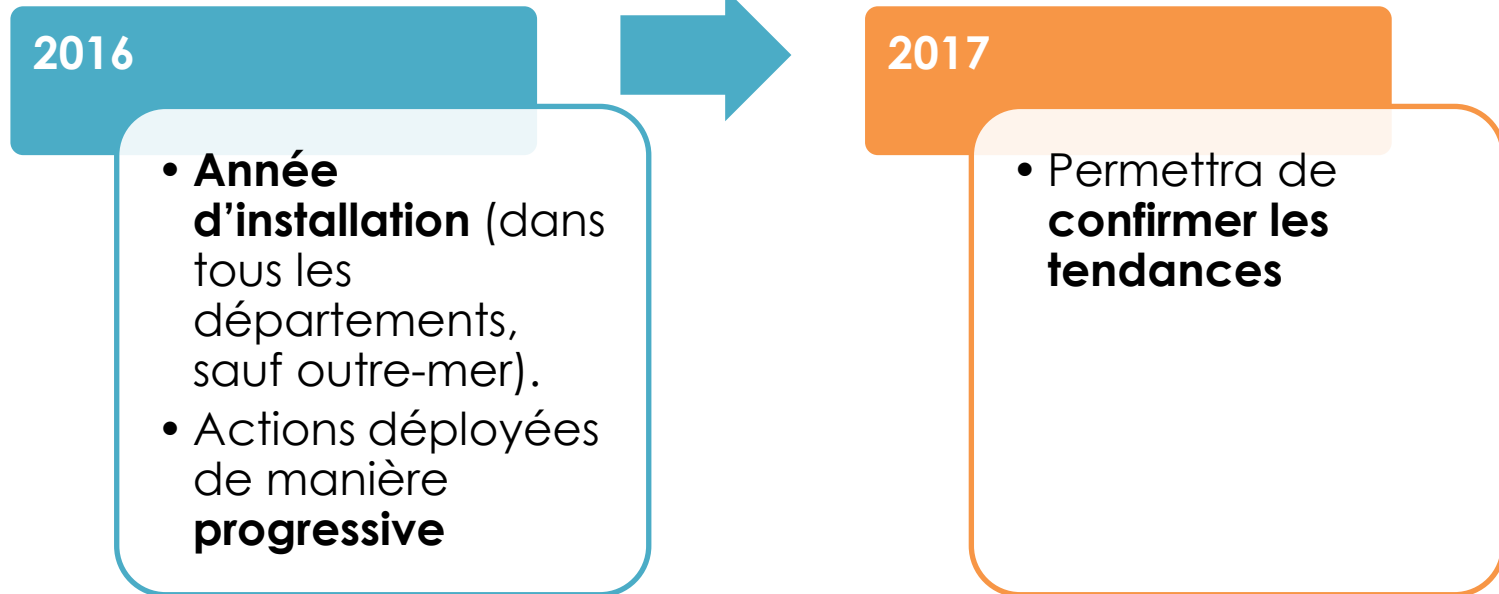 2016
• Année
d’installation (dans
tous les
départements,
sauf outre-mer).
• Actions déployées
de manière
progressive
2017
• Permettra de
confirmer les
tendances